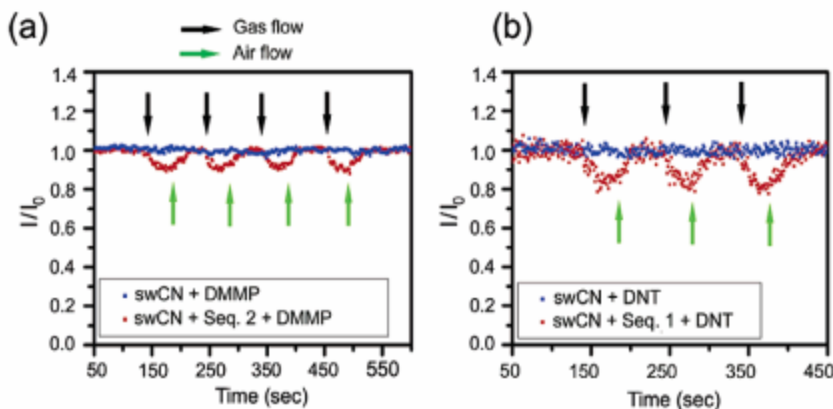 (a)
Gas flow
Air flow
(b)
1.4
1.2
1.0
0.8
0.6
0.4
0.2
0.0
I/I0
swCN + DMMP
swCN + Seq. 2 + DMMP
50 150 250 350 450 550
Time (sec)
1.4
1.2
1.0
0.8
0.6
0.4
0.2
0.0
I/I0
swCN + DNT
swCN + Seq. 1 + DNT
50 150 250 350 450
Time (sec)